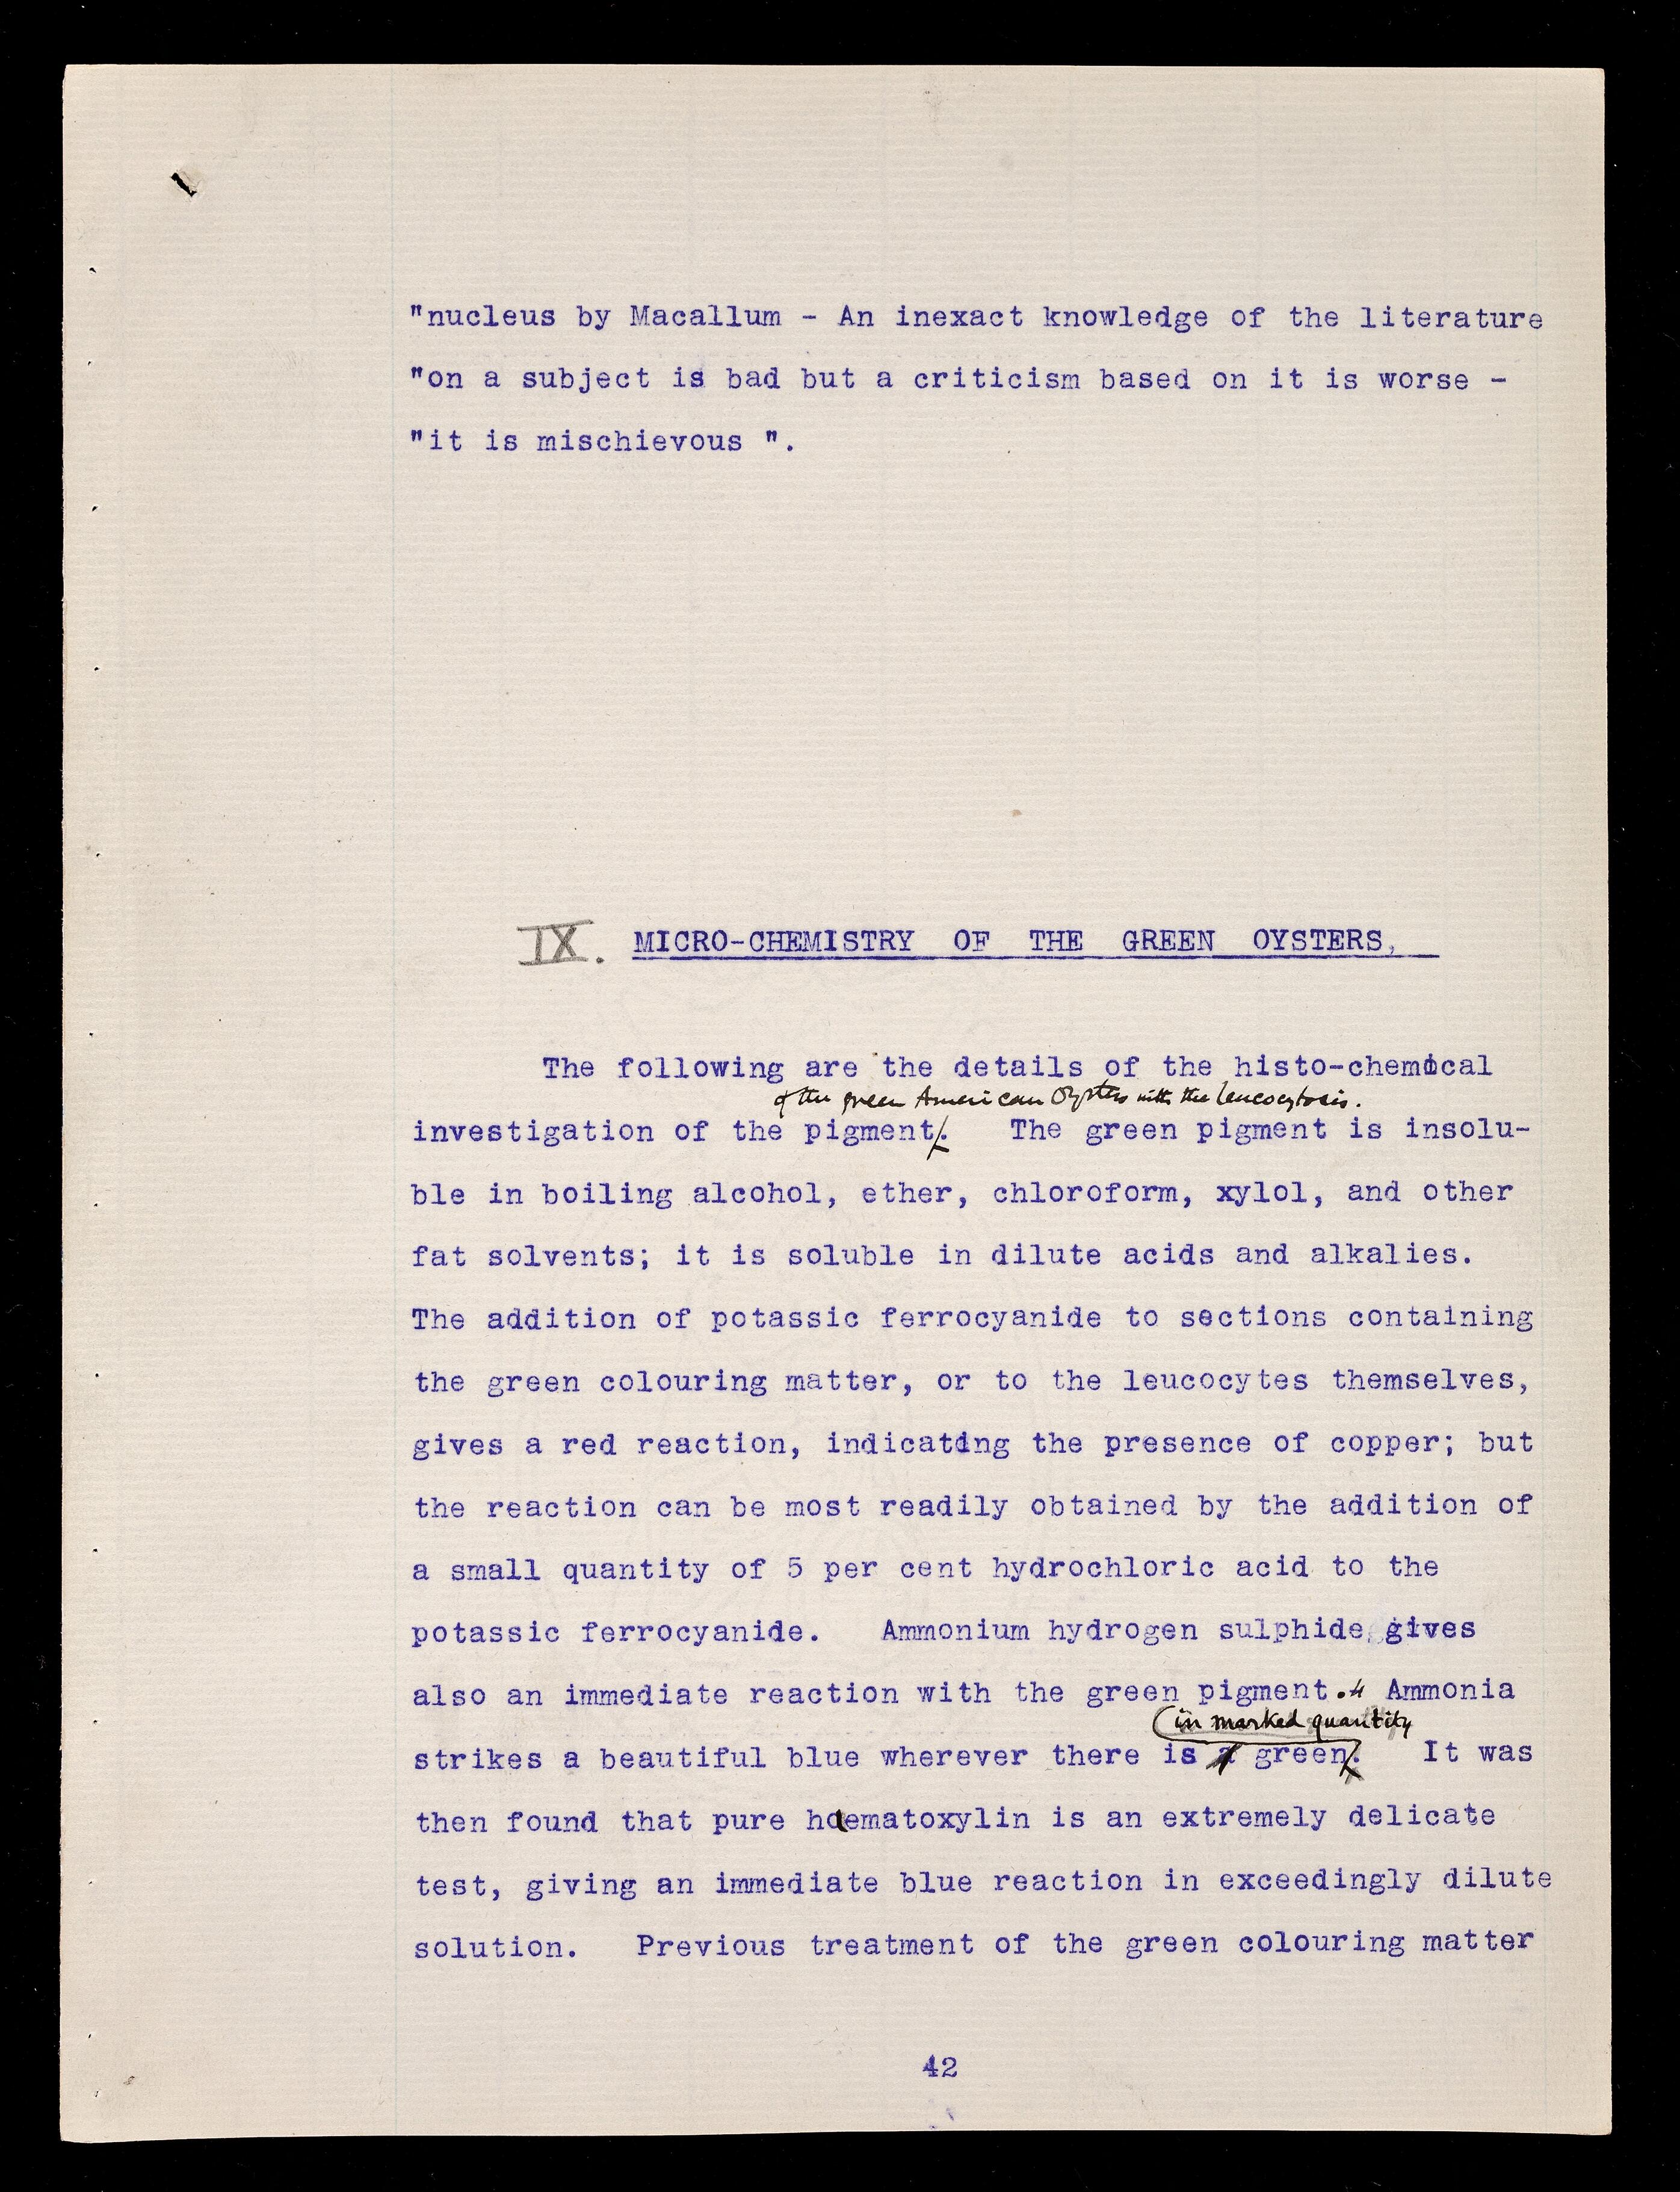 "nucleus by Macallum - An inexact knowledge of the literature
"on a subject is bad but a criticism based on it is worse -
"it is mischievous ".
IX. MICRO-CHEMISTRY OF THE GREEN OYSTERS,
The following are the details of the histo-chemical
of the green American Oysters with the leucocytosis.
investigation of the pigment. The green pigment is insolu-
ble in boiling alcohol, ether, chloroform, xylol, and other
fat solvents; it is soluble in dilute acids and alkalies.
The addition of potassic ferrocyanide to sections containing
the green colouring matter, or to the leucocytes themselves,
gives a red reaction, indicating the presence of copper; but
the reaction can be most readily obtained by the addition of
a small quantity of 5 per cent hydrochloric acid to the
potassic ferrocyanide. Ammonium hydrogen sulphide gives
also an immediate reaction with the green pigment. Ammonia
in marked quantity
strikes a beautiful blue wherever there is a green. It was
then found that pure haematoxylin is an extremely delicate
test, giving an immediate blue reaction in exceedingly dilute
solution. Previous treatment of the green colouring matter
42